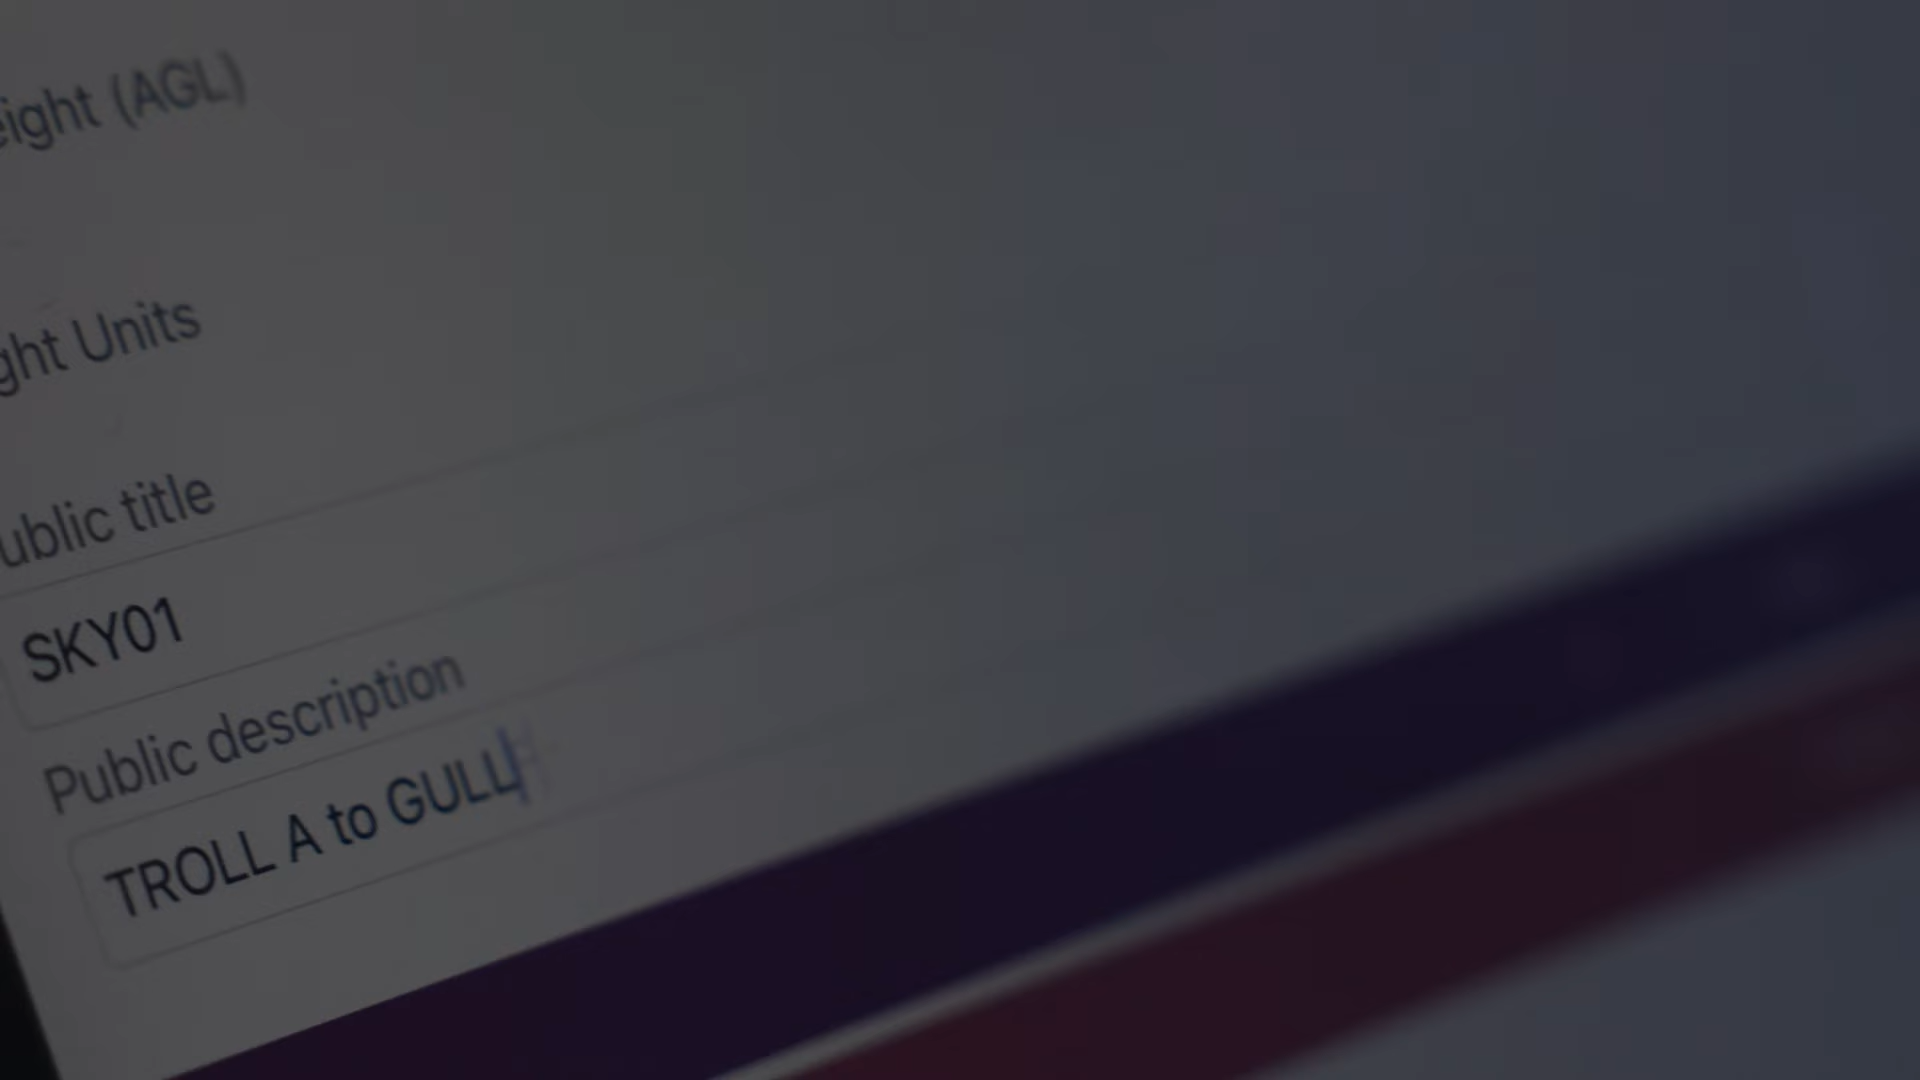 eight (AGL)
ght Units
ublic title
SKY01
Public description
TROLL A to GULL